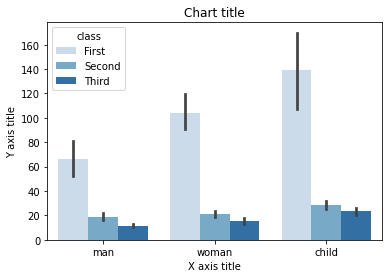 Chart title
class
First
Second
Third
Y axis title
160
140
120
100
80
60
40
20
0
man woman child
X axis title